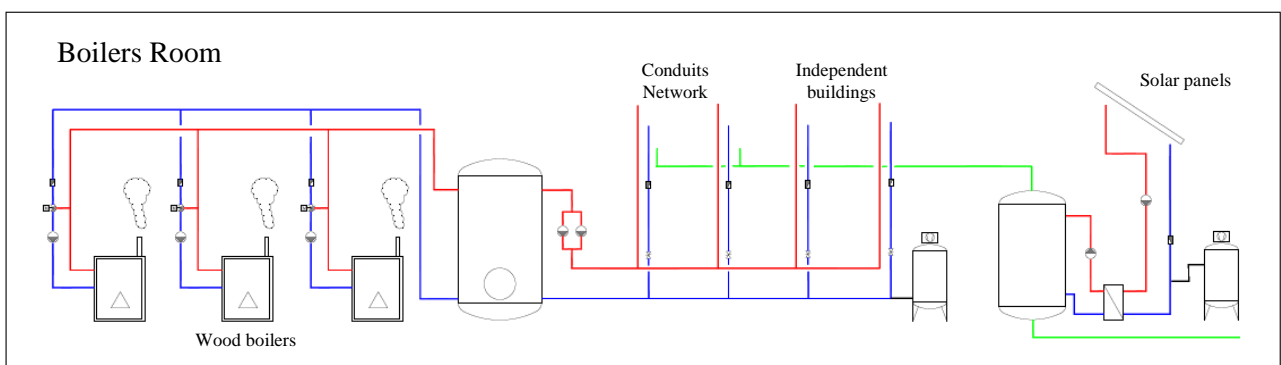 Boilers Room
Conduits
Network
Independent
buildings
Solar panels
Wood boilers